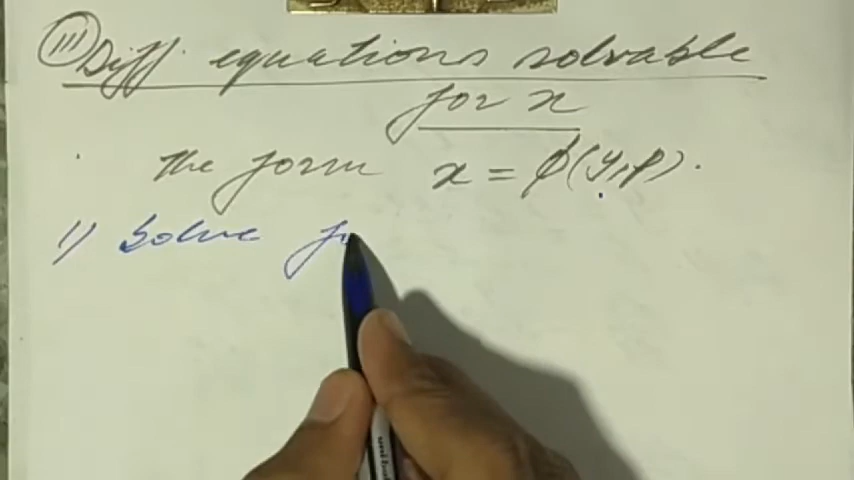 (III) Diff. equations solvable
for x
the form x = φ(y, p).
1) Solve